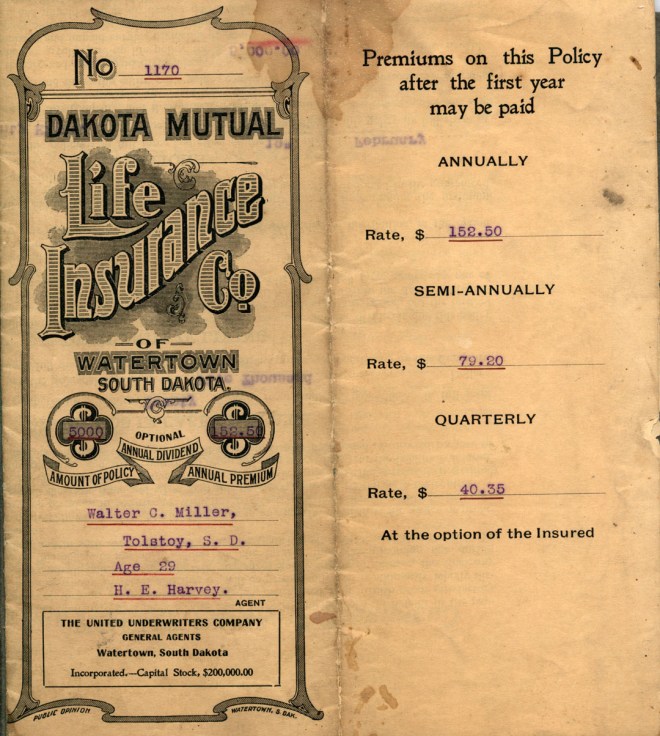 No 1170
DAKOTA MUTUAL
Life
Insurance
Co
OF
WATERTOWN
SOUTH DAKOTA.
$ 5000
$ 152.50
OPTIONAL
ANNUAL DIVIDEND
AMOUNT OF POLICY
ANNUAL PREMIUM
Walter C. Miller,
Tolstoy, S. D.
Age 29
H. E. Harvey.
AGENT
THE UNITED UNDERWRITERS COMPANY
GENERAL AGENTS
Watertown, South Dakota
Incorporated.—Capital Stock, $200,000.00
PUBLIC OPINION
WATERTOWN, S. DAK.
Premiums on this Policy
after the first year
may be paid
ANNUALLY
Rate, $ 152.50
SEMI-ANNUALLY
Rate, $ 79.20
QUARTERLY
Rate, $ 40.35
At the option of the Insured